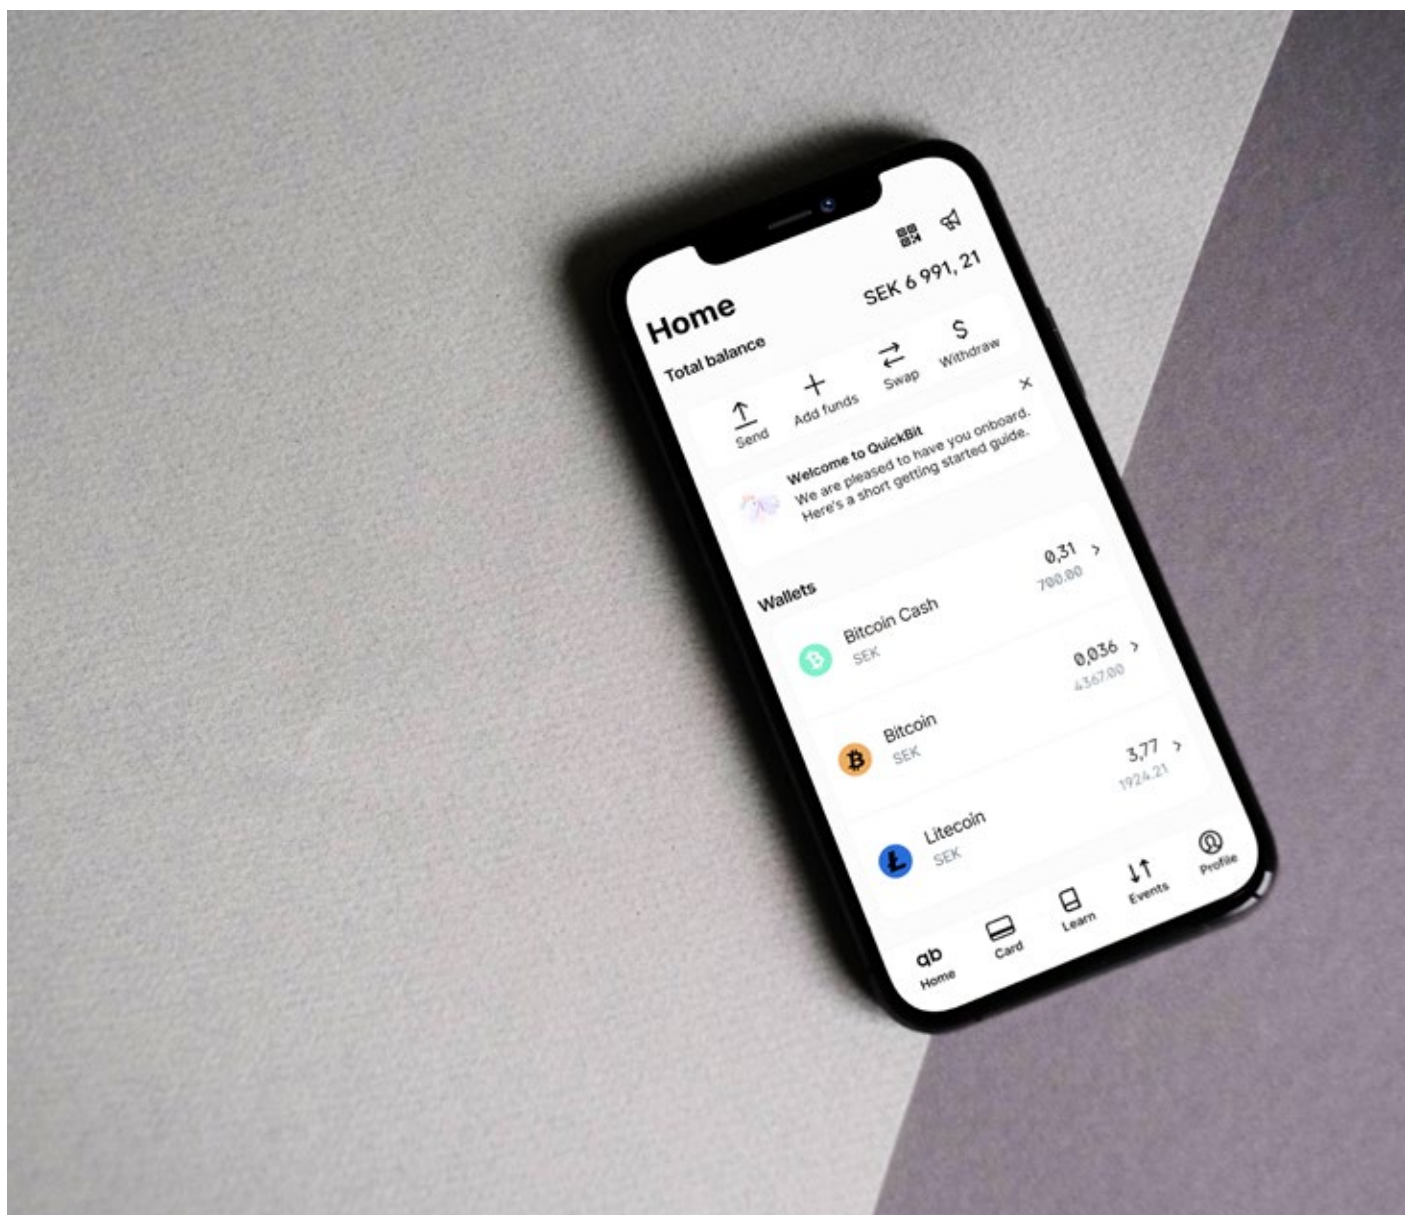 Home
Total balance
SEK 6 991, 21
Send
Add funds
Swap
Withdraw
Welcome to QuickBit
We are pleased to have you onboard.
Here's a short getting started guide.
Wallets
Bitcoin Cash
SEK
0,31
700.00
Bitcoin
SEK
0,036
4367.00
Litecoin
SEK
3,77
1924.21
qb
Home
Card
Learn
Events
Profile